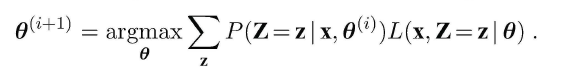 θ^(i+1) = argmax_θ ∑_z P(Z=z | x, θ^(i)) L(x, Z=z | θ) .